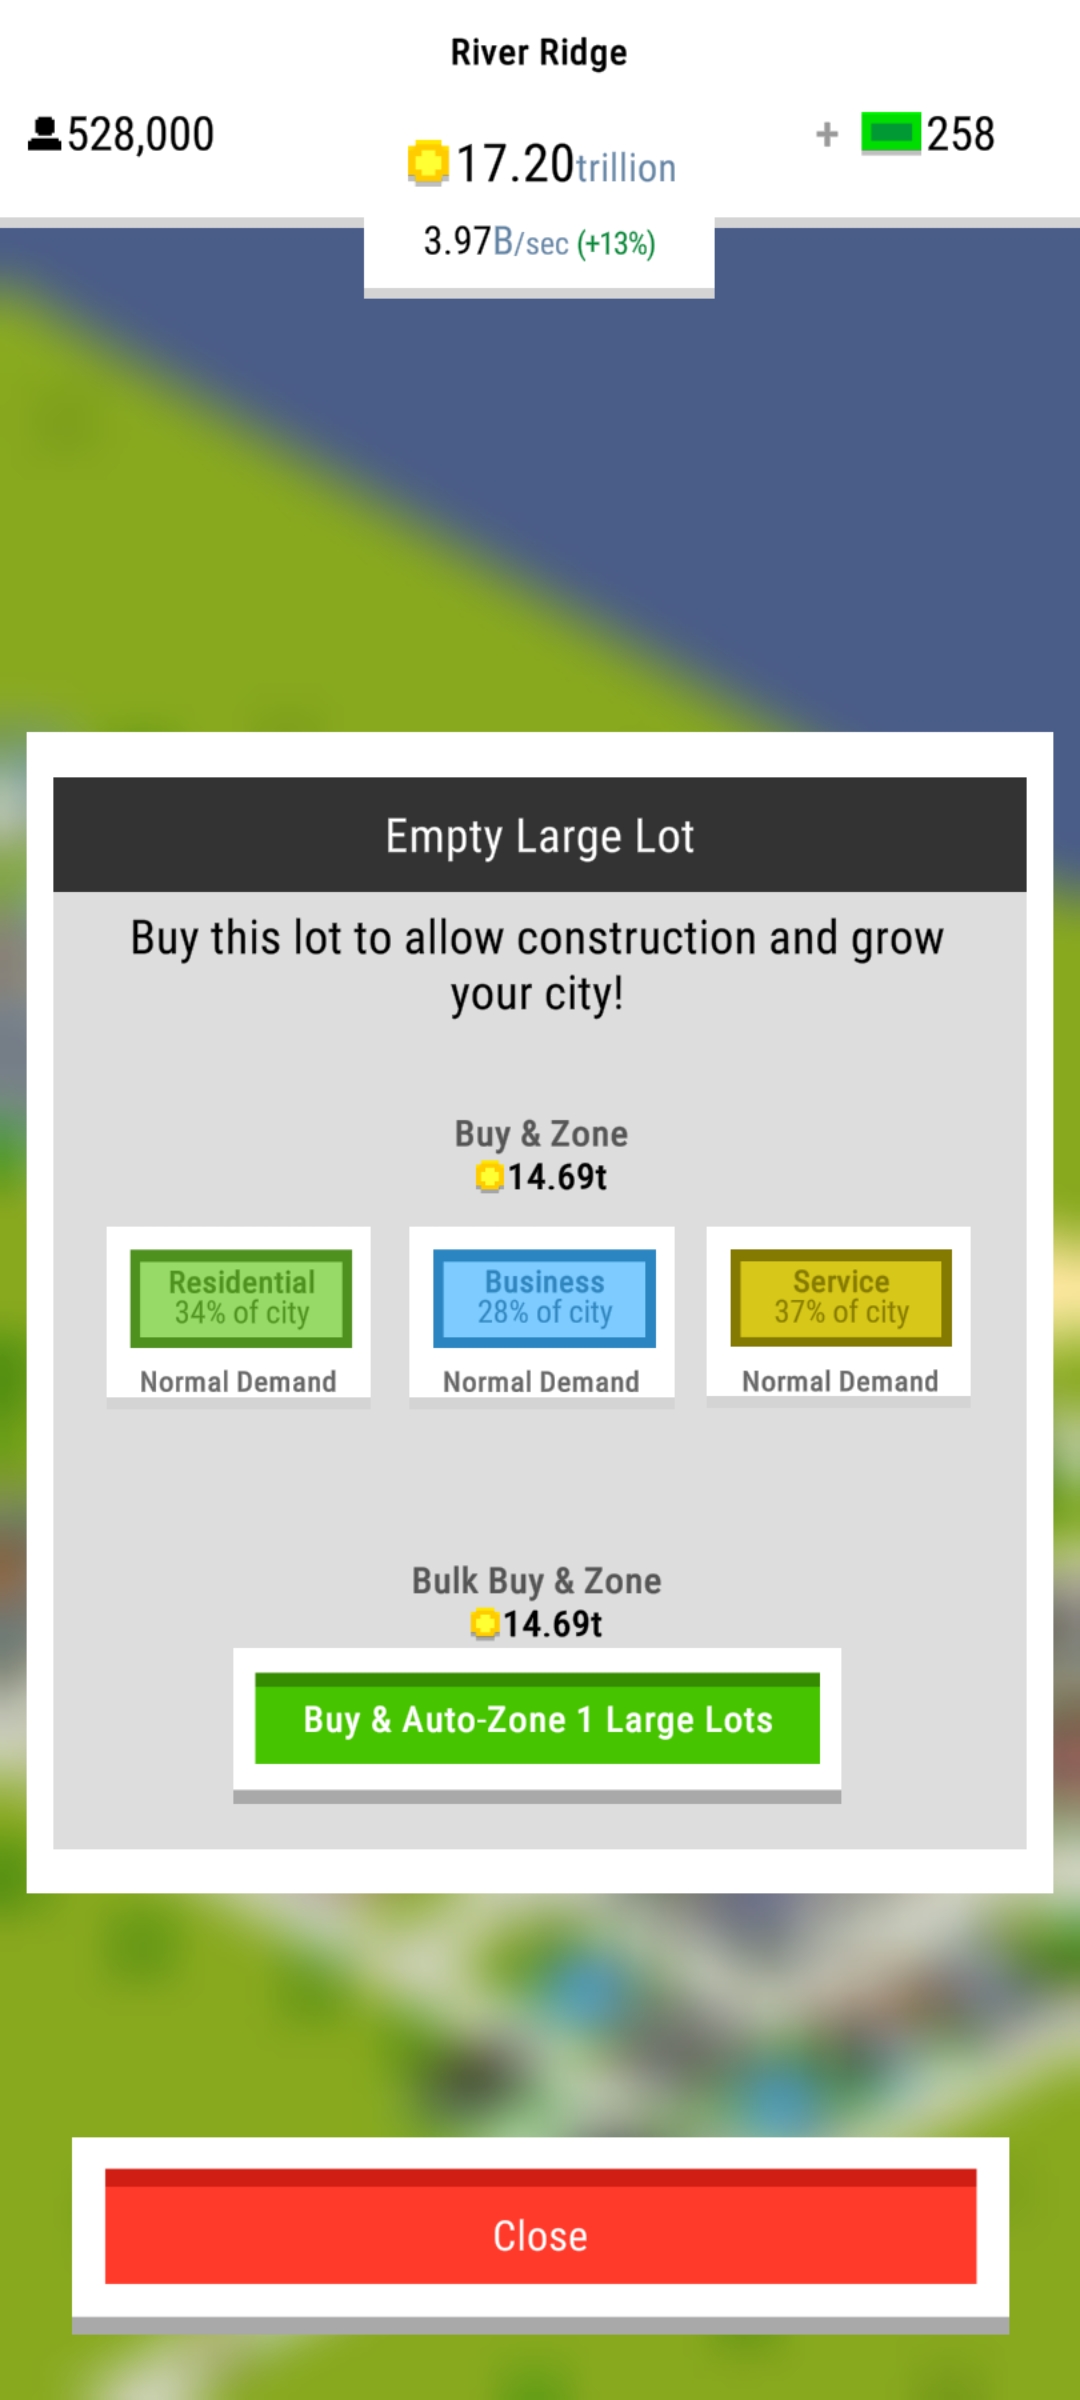 River Ridge
528,000
17.20trillion
+ 258
3.97B/sec (+13%)
Empty Large Lot
Buy this lot to allow construction and grow
your city!
Buy & Zone
14.69t
Residential
34% of city
Normal Demand
Business
28% of city
Normal Demand
Service
37% of city
Normal Demand
Bulk Buy & Zone
14.69t
Buy & Auto-Zone 1 Large Lots
Close